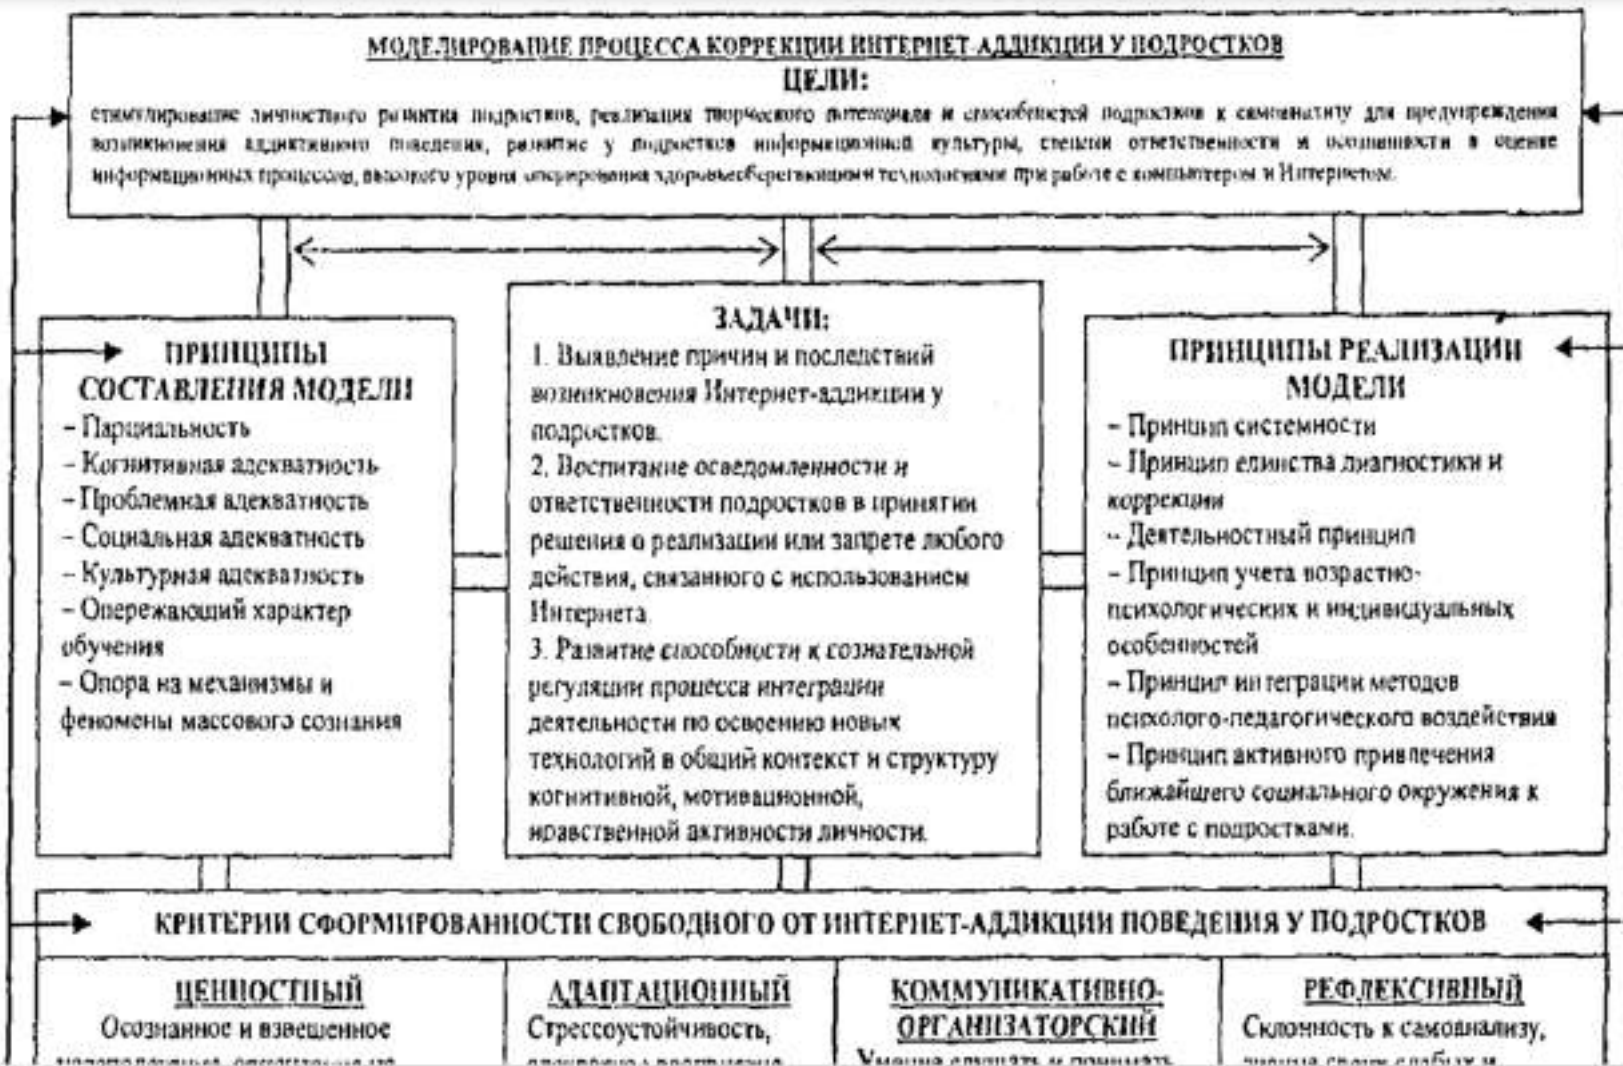 МОДЕЛИРОВАНИЕ ПРОЦЕССА КОРРЕКЦИИ ИНТЕРНЕТ-АДДИКЦИИ У ПОДРОСТКОВ
ЦЕЛИ:
стимулирование личностного развития подростков, реализация творческого потенциала и способностей подростков к самоанализу для предупреждения
возникновения аддиктивного поведения, развитие у подростков информационной культуры, степени ответственности и осознанности в оценке
информационных процессов, высокого уровня оперирования здоровьесберегающими технологиями при работе с компьютером и Интернетом.
ПРИНЦИПЫ
СОСТАВЛЕНИЯ МОДЕЛИ
– Парциальность
– Когнитивная адекватность
– Проблемная адекватность
– Социальная адекватность
– Культурная адекватность
– Опережающий характер
обучения
– Опора на механизмы и
феномены массового сознания
ЗАДАЧИ:
1. Выявление причин и последствий
возникновения Интернет-аддикции у
подростков.
2. Воспитание осведомленности и
ответственности подростков в принятии
решения о реализации или запрете любого
действия, связанного с использованием
Интернета.
3. Развитие способности к сознательной
регуляции процесса интеграции
деятельности по освоению новых
технологий в общий контекст и структуру
когнитивной, мотивационной,
нравственной активности личности.
ПРИНЦИПЫ РЕАЛИЗАЦИИ
МОДЕЛИ
– Принцип системности
– Принцип единства диагностики и
коррекции
– Деятельностный принцип
– Принцип учета возрастно-
психологических и индивидуальных
особенностей
– Принцип интеграции методов
психолого-педагогического воздействия
– Принцип активного привлечения
ближайшего социального окружения к
работе с подростками.
КРИТЕРИИ СФОРМИРОВАННОСТИ СВОБОДНОГО ОТ ИНТЕРНЕТ-АДДИКЦИИ ПОВЕДЕНИЯ У ПОДРОСТКОВ
ЦЕННОСТНЫЙ
Осознанное и взвешенное
АДАПТАЦИОННЫЙ
Стрессоустойчивость,
КОММУНИКАТИВНО-
ОРГАНИЗАТОРСКИЙ
Умение слушать и понимать
РЕФЛЕКСИВНЫЙ
Склонность к самоанализу,